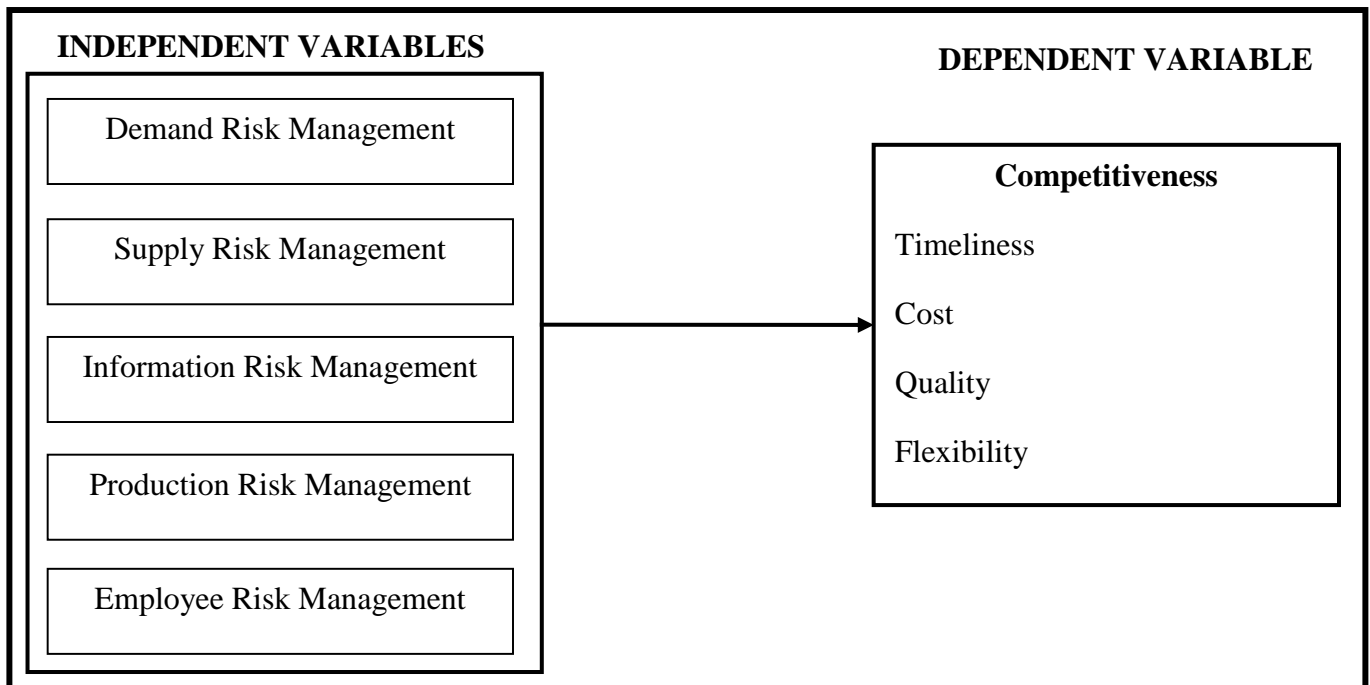 INDEPENDENT VARIABLES
Demand Risk Management
Supply Risk Management
Information Risk Management
Production Risk Management
Employee Risk Management
DEPENDENT VARIABLE
Competitiveness
Timeliness
Cost
Quality
Flexibility